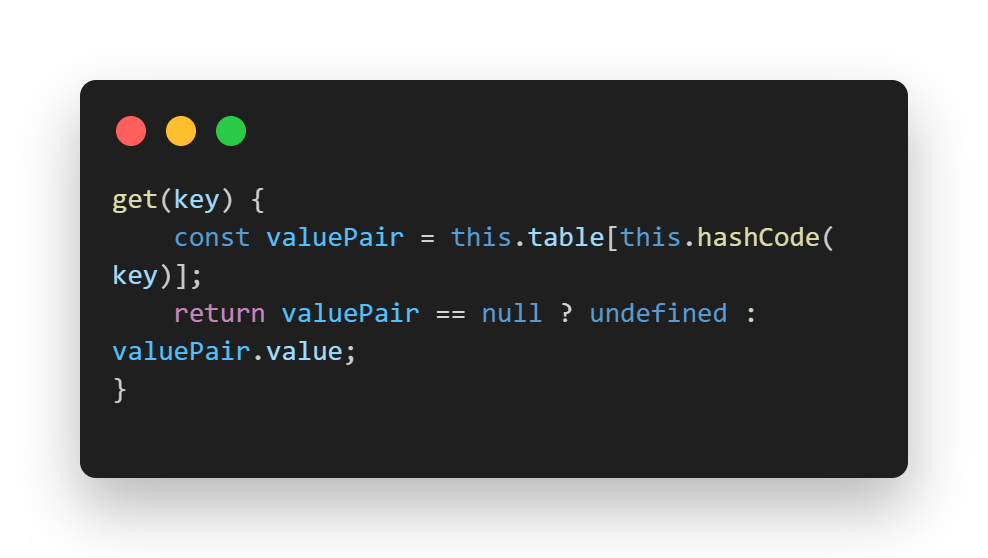 get(key) {
    const valuePair = this.table[this.hashCode(
key)];
    return valuePair == null ? undefined :
valuePair.value;
}